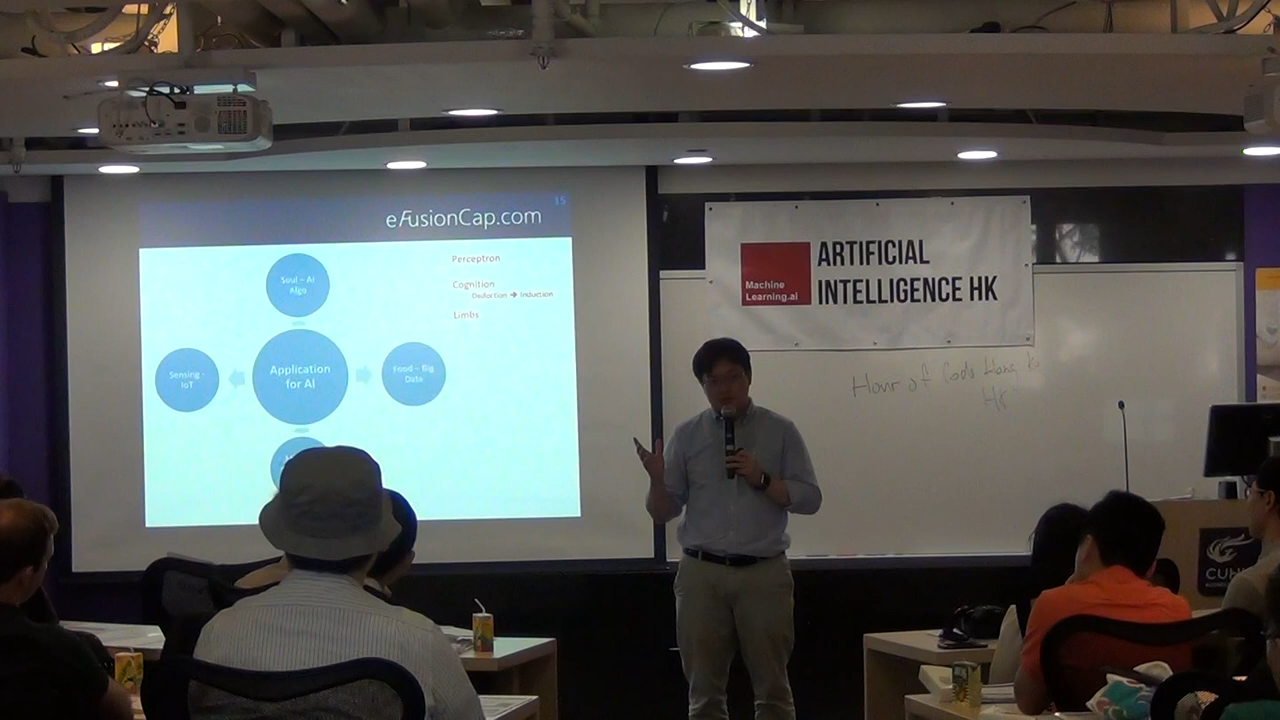 15
eFusionCap.com
Soul – AI
Algo
Perceptron
Cognition
Deduction → Induction
Limbs
Sensing -
IoT
Application
for AI
Food – Big
Data
Machine
Learning.ai
ARTIFICIAL
INTELLIGENCE HK
Hour of Code Hong
HK
CUH